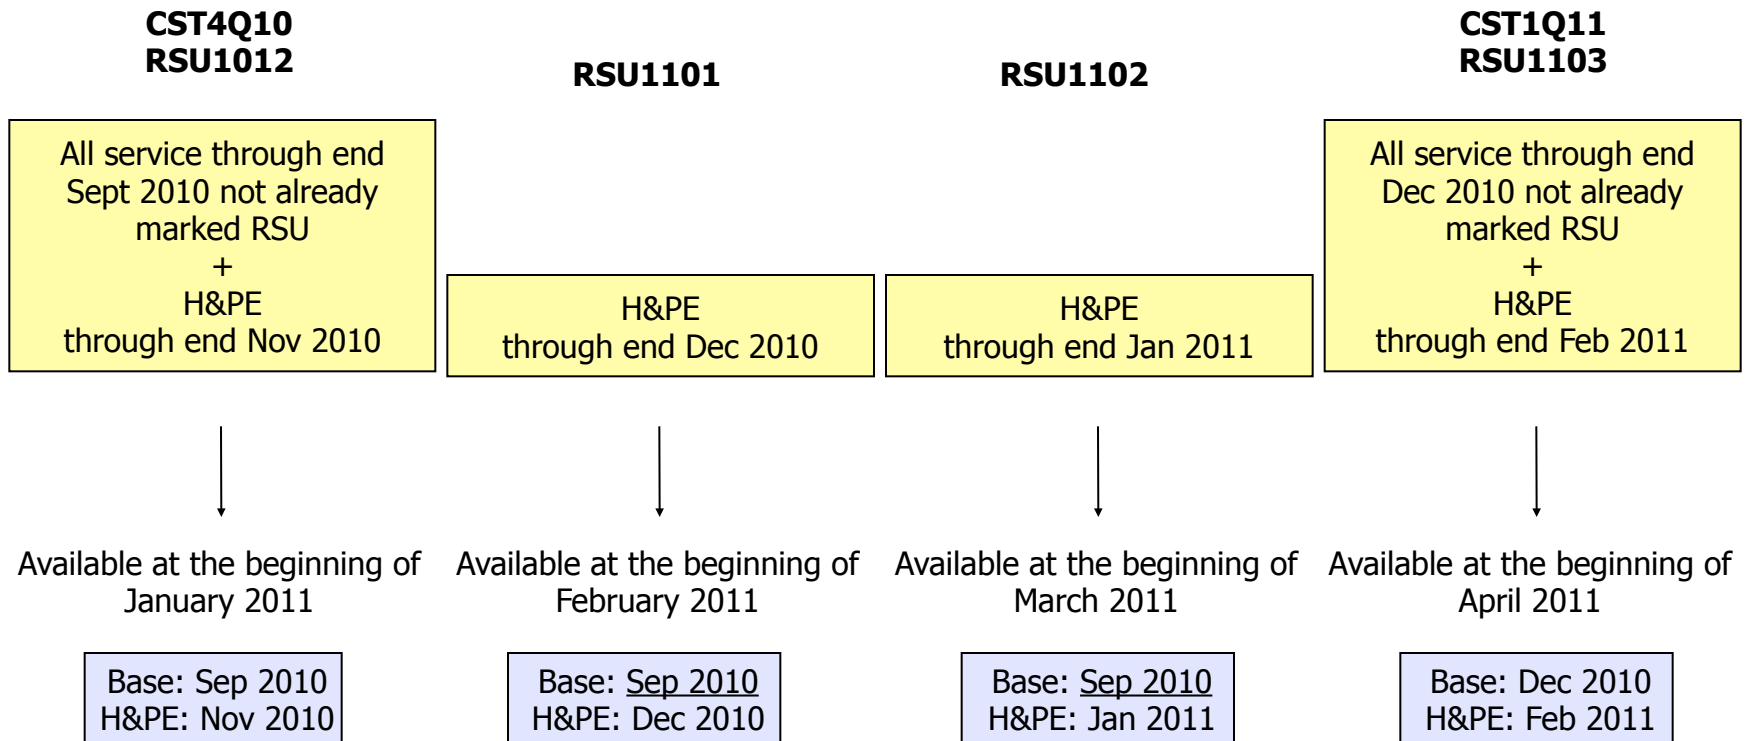 CST4Q10
RSU1012
All service through end
Sept 2010 not already
marked RSU
+
H&PE
through end Nov 2010
Available at the beginning of
January 2011
Base: Sep 2010
H&PE: Nov 2010
RSU1101
H&PE
through end Dec 2010
Available at the beginning of
February 2011
Base: Sep 2010
H&PE: Dec 2010
RSU1102
H&PE
through end Jan 2011
Available at the beginning of
March 2011
Base: Sep 2010
H&PE: Jan 2011
CST1Q11
RSU1103
All service through end
Dec 2010 not already
marked RSU
+
H&PE
through end Feb 2011
Available at the beginning of
April 2011
Base: Dec 2010
H&PE: Feb 2011